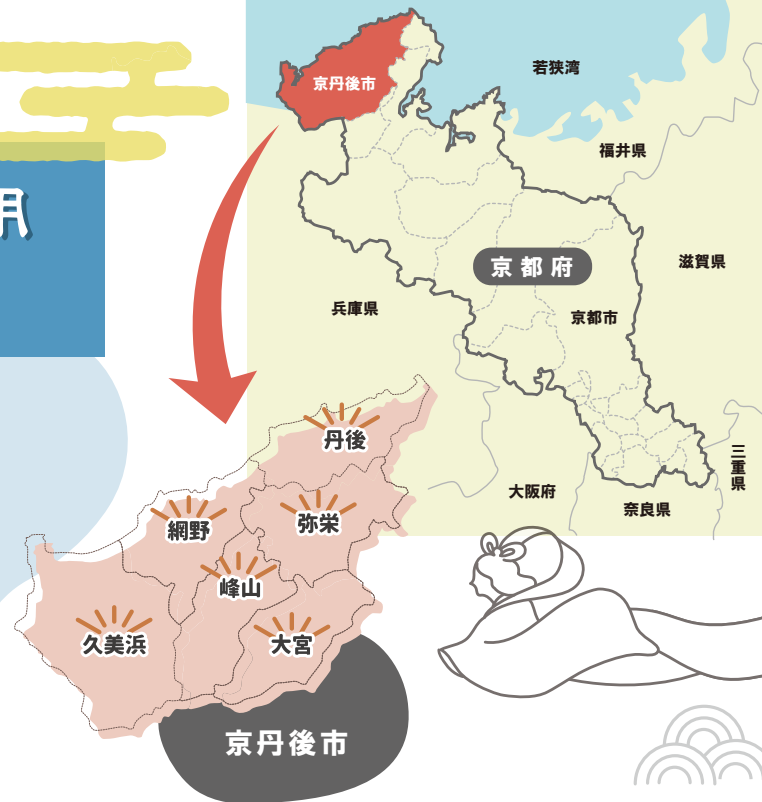 京丹後市
若狭湾
福井県
京都府
滋賀県
兵庫県
京都市
三重県
大阪府
奈良県
丹後
網野
弥栄
峰山
久美浜
大宮
京丹後市